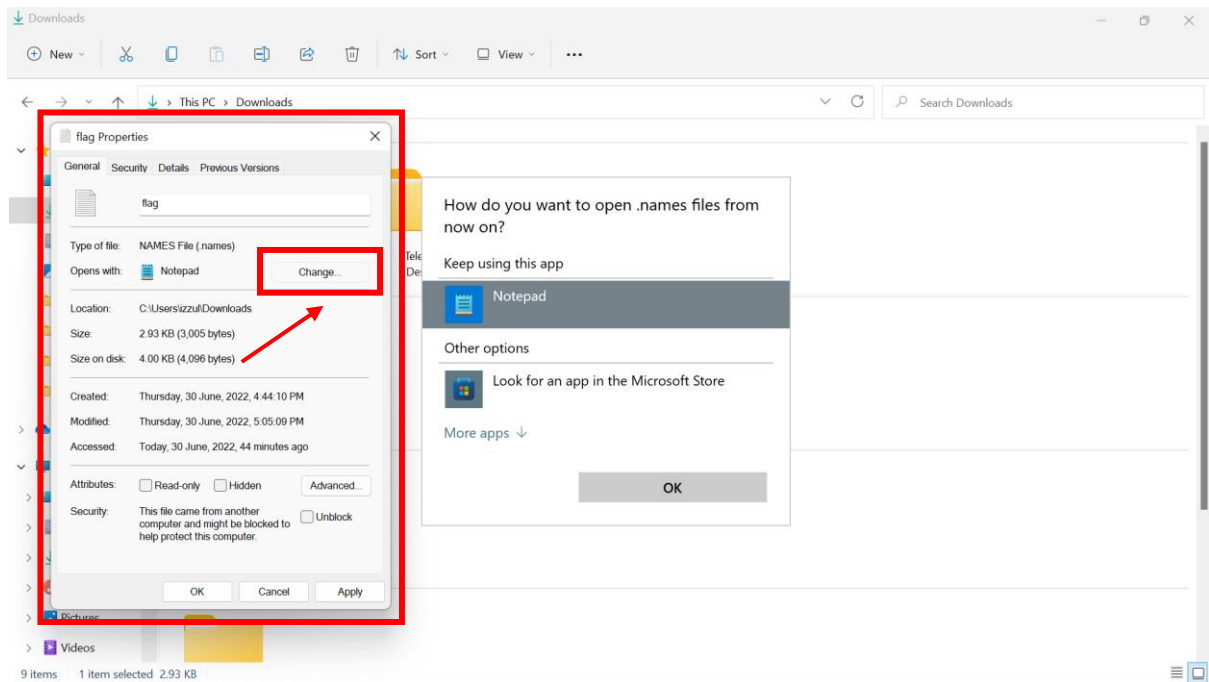 Downloads
New
Sort
View
This PC > Downloads
Search Downloads
flag Properties
General Security Details Previous Versions
flag
Type of file: NAMES File (.names)
Opens with: Notepad Change...
Location: C:\Users\izzul\Downloads
Size: 2.93 KB (3,005 bytes)
Size on disk: 4.00 KB (4,096 bytes)
Created: Thursday, 30 June, 2022, 4:44:10 PM
Modified: Thursday, 30 June, 2022, 5:05:09 PM
Accessed: Today, 30 June, 2022, 44 minutes ago
Attributes: Read-only Hidden Advanced...
Security: This file came from another
computer and might be blocked to
help protect this computer.
Unblock
OK Cancel Apply
Tele
De
How do you want to open .names files from
now on?
Keep using this app
Notepad
Other options
Look for an app in the Microsoft Store
More apps ↓
OK
Pictures
Videos
9 items 1 item selected 2.93 KB